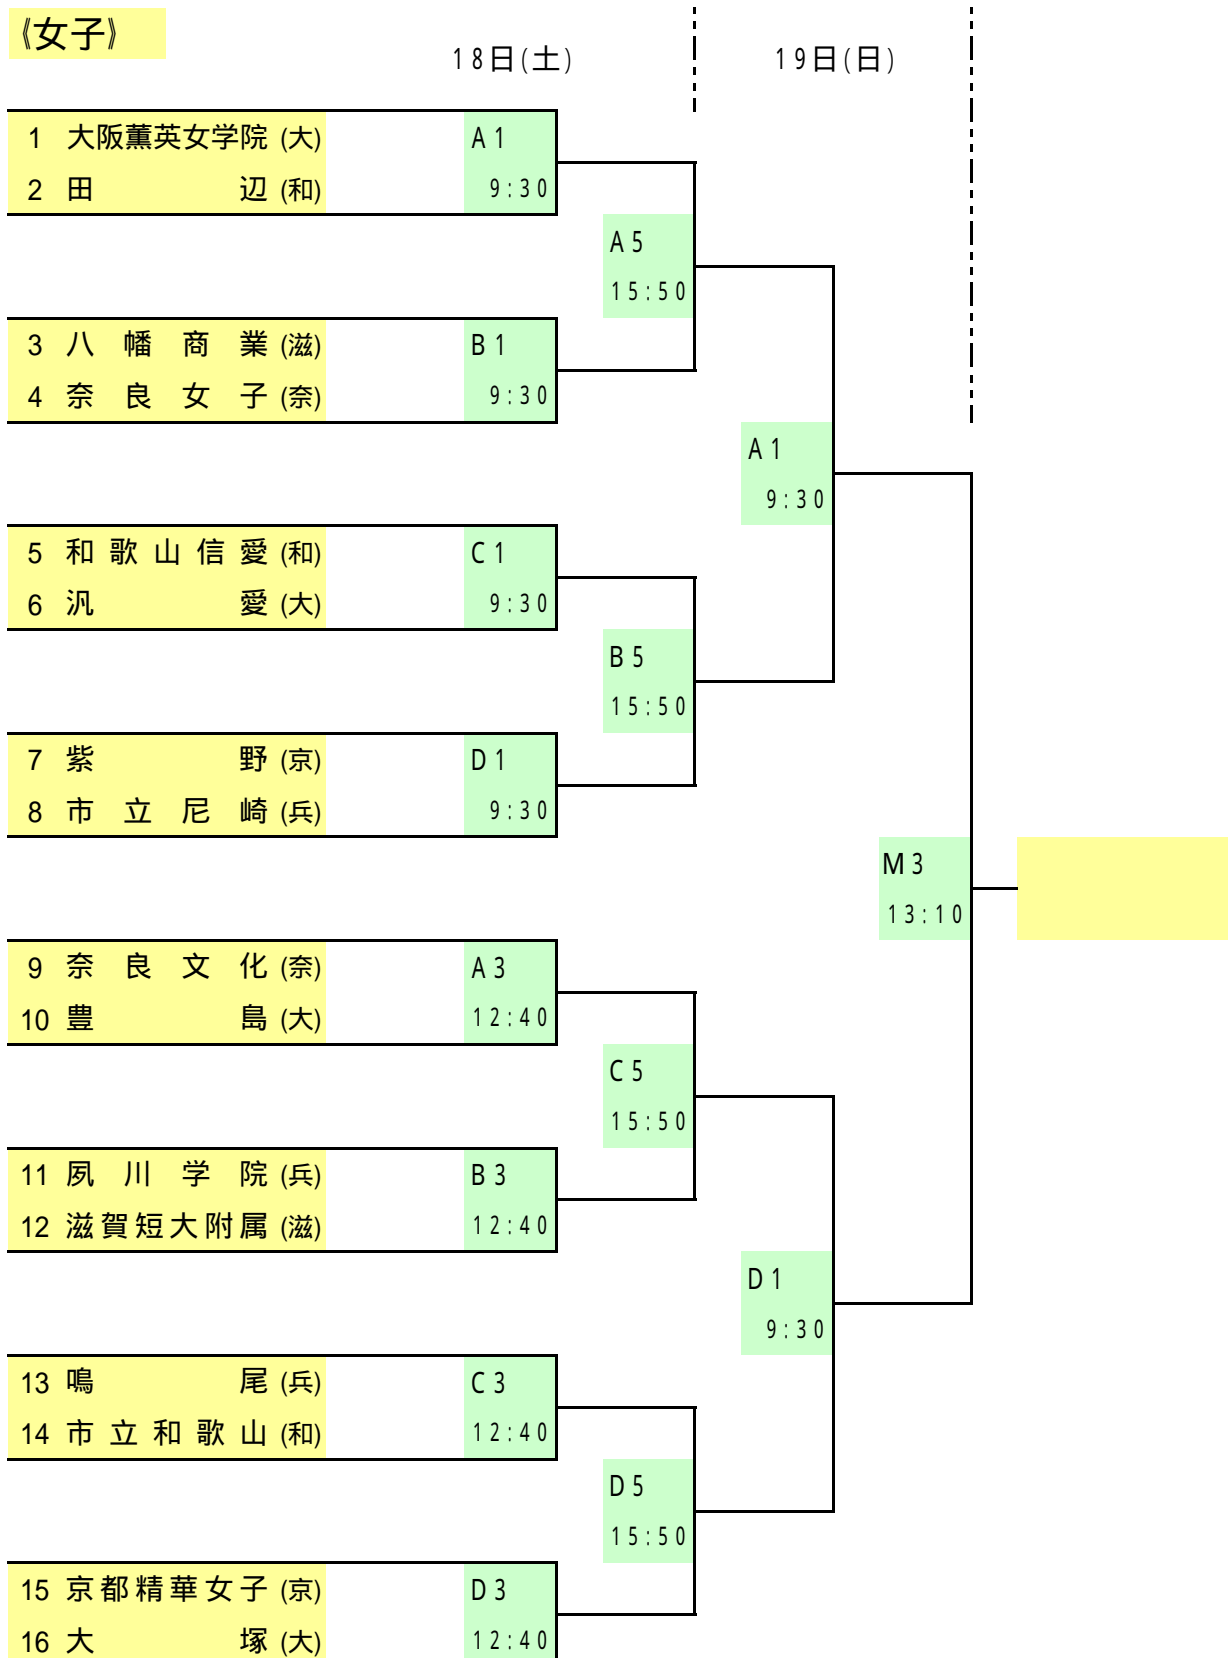 《女子》
18日(土)
19日(日)
1 大阪薫英女学院 (大) A1
2 田辺 (和) 9:30
A5
15:50
3 八幡商業 (滋) B1
4 奈良女子 (奈) 9:30
A1
9:30
5 和歌山信愛 (和) C1
6 汎愛 (大) 9:30
B5
15:50
7 紫野 (京) D1
8 市立尼崎 (兵) 9:30
M3
13:10
9 奈良文化 (奈) A3
10 豊島 (大) 12:40
C5
15:50
11 夙川学院 (兵) B3
12 滋賀短大附属 (滋) 12:40
D1
9:30
13 鳴尾 (兵) C3
14 市立和歌山 (和) 12:40
D5
15:50
15 京都精華女子 (京) D3
16 大塚 (大) 12:40